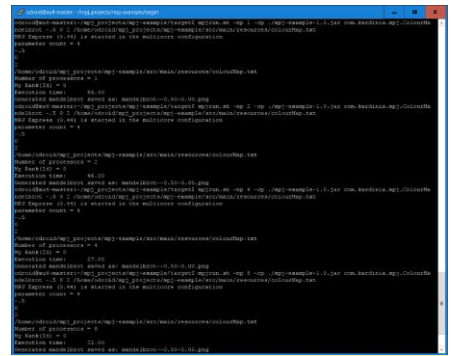 odroid@xu4-master: ~/mpj_projects/mpj-example/target
odroid@xu4-master:~/mpj_projects/mpj-example/target$ mpjrun.sh -np 1 -cp ./mpj-example-1.0.jar com.kardinia.mpj.ColourMa
ndelbrot -.5 0 2 /home/odroid/mpj_projects/mpj-example/src/main/resources/colourMap.txt
MPJ Express (0.44) is started in the multicore configuration
parameter count = 4
-.5
0
2
/home/odroid/mpj_projects/mpj-example/src/main/resources/colourMap.txt
Number of processors = 1
My Rank(Id) = 0
Execution time: 86.00
Generated mandelbrot saved as: mandelbrot--0.50-0.00.png
odroid@xu4-master:~/mpj_projects/mpj-example/target$ mpjrun.sh -np 2 -cp ./mpj-example-1.0.jar com.kardinia.mpj.ColourMa
ndelbrot -.5 0 2 /home/odroid/mpj_projects/mpj-example/src/main/resources/colourMap.txt
MPJ Express (0.44) is started in the multicore configuration
parameter count = 4
-.5
0
2
/home/odroid/mpj_projects/mpj-example/src/main/resources/colourMap.txt
Number of processors = 2
My Rank(Id) = 0
Execution time: 46.00
Generated mandelbrot saved as: mandelbrot--0.50-0.00.png
odroid@xu4-master:~/mpj_projects/mpj-example/target$ mpjrun.sh -np 4 -cp ./mpj-example-1.0.jar com.kardinia.mpj.ColourMa
ndelbrot -.5 0 2 /home/odroid/mpj_projects/mpj-example/src/main/resources/colourMap.txt
MPJ Express (0.44) is started in the multicore configuration
parameter count = 4
-.5
0
2
/home/odroid/mpj_projects/mpj-example/src/main/resources/colourMap.txt
Number of processors = 4
My Rank(Id) = 0
Execution time: 27.00
Generated mandelbrot saved as: mandelbrot--0.50-0.00.png
odroid@xu4-master:~/mpj_projects/mpj-example/target$ mpjrun.sh -np 8 -cp ./mpj-example-1.0.jar com.kardinia.mpj.ColourMa
ndelbrot -.5 0 2 /home/odroid/mpj_projects/mpj-example/src/main/resources/colourMap.txt
MPJ Express (0.44) is started in the multicore configuration
parameter count = 4
-.5
0
2
/home/odroid/mpj_projects/mpj-example/src/main/resources/colourMap.txt
Number of processors = 8
My Rank(Id) = 0
Execution time: 21.00
Generated mandelbrot saved as: mandelbrot--0.50-0.00.png